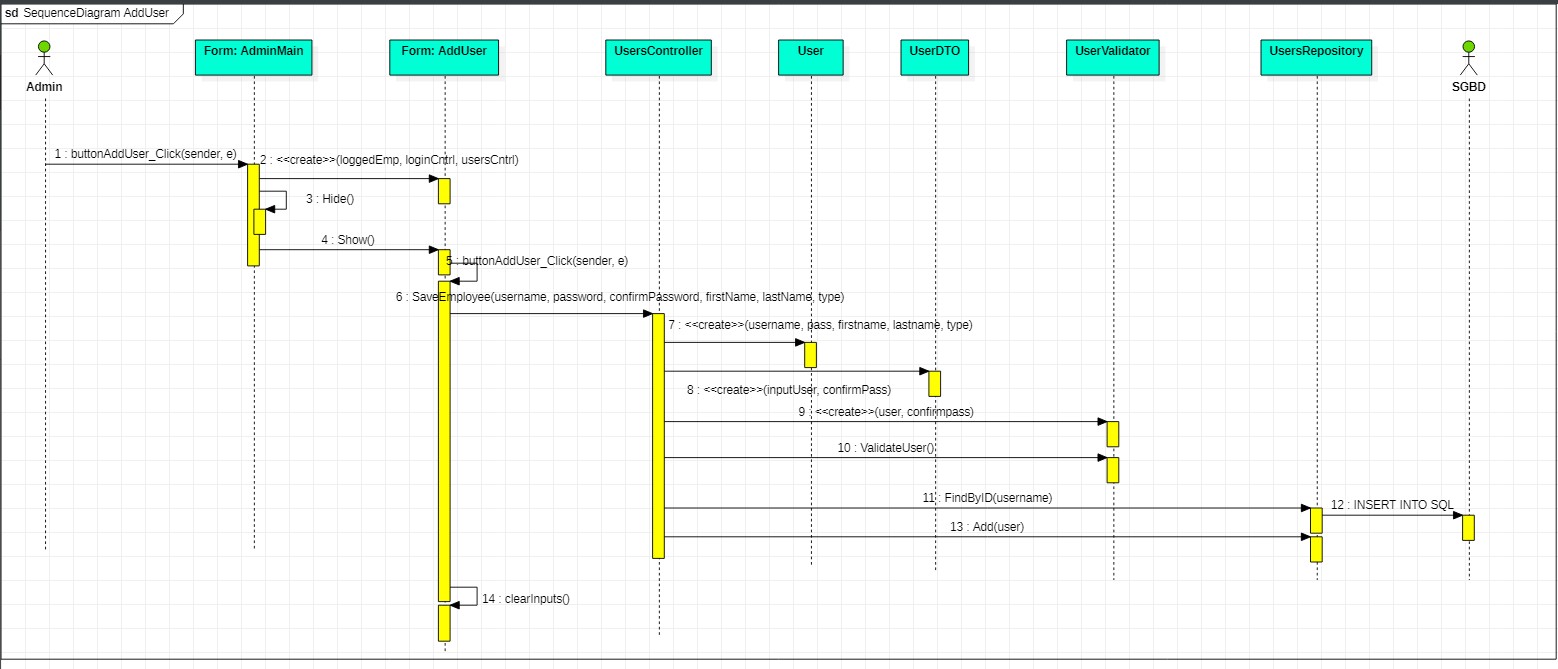 sd SequenceDiagram AddUser
Admin
Form: AdminMain
Form: AddUser
UsersController
User
UserDTO
UserValidator
UsersRepository
SGBD
1 : buttonAddUser_Click(sender, e)
2 : <<create>>(loggedEmp, loginCntrl, usersCntrl)
3 : Hide()
4 : Show()
5 : buttonAddUser_Click(sender, e)
6 : SaveEmployee(username, password, confirmPassword, firstName, lastName, type)
7 : <<create>>(username, pass, firstname, lastname, type)
8 : <<create>>(inputUser, confirmPass)
9 : <<create>>(user, confirmpass)
10 : ValidateUser()
11 : FindByID(username)
12 : INSERT INTO SQL
13 : Add(user)
14 : clearInputs()